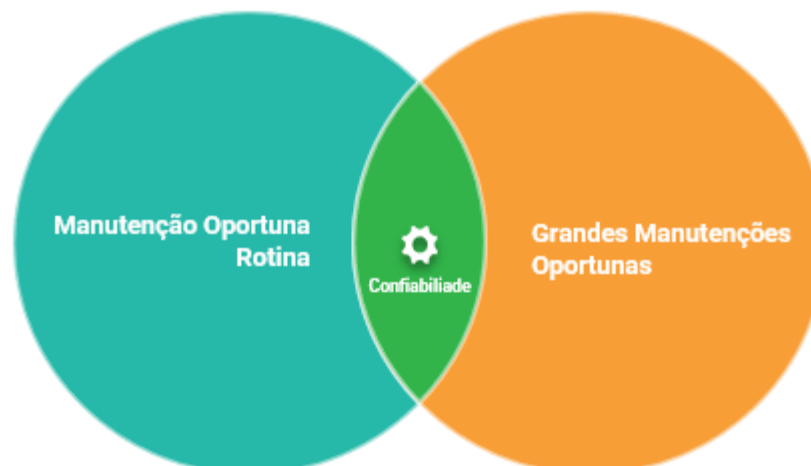 Manutenção Oportuna
Rotina
Confiabiliade
Grandes Manutenções
Oportunas